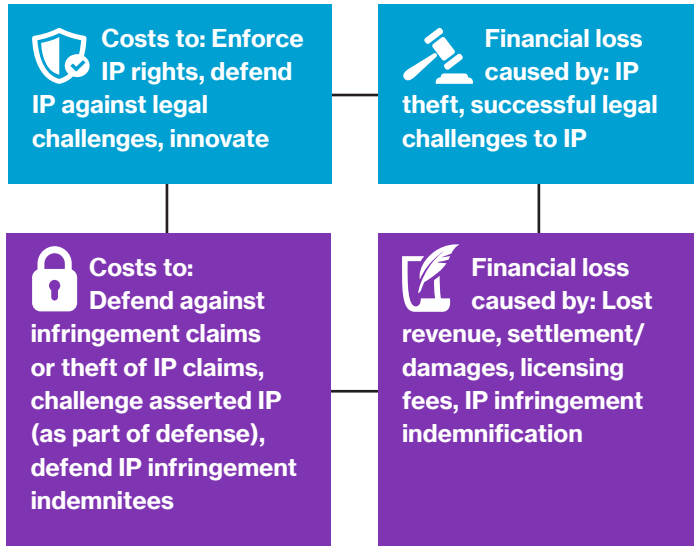 Costs to: Enforce
IP rights, defend
IP against legal
challenges, innovate
Financial loss
caused by: IP
theft, successful legal
challenges to IP
Costs to:
Defend against
infringement claims
or theft of IP claims,
challenge asserted IP
(as part of defense),
defend IP infringement
indemnitees
Financial loss
caused by: Lost
revenue, settlement/
damages, licensing
fees, IP infringement
indemnification